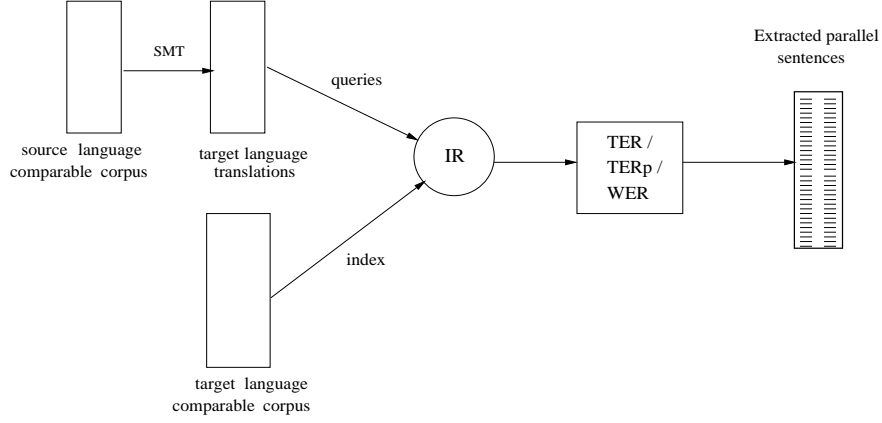 SMT
source language
comparable corpus
target language
translations
queries
IR
index
target language
comparable corpus
TER /
TERp /
WER
Extracted parallel
sentences